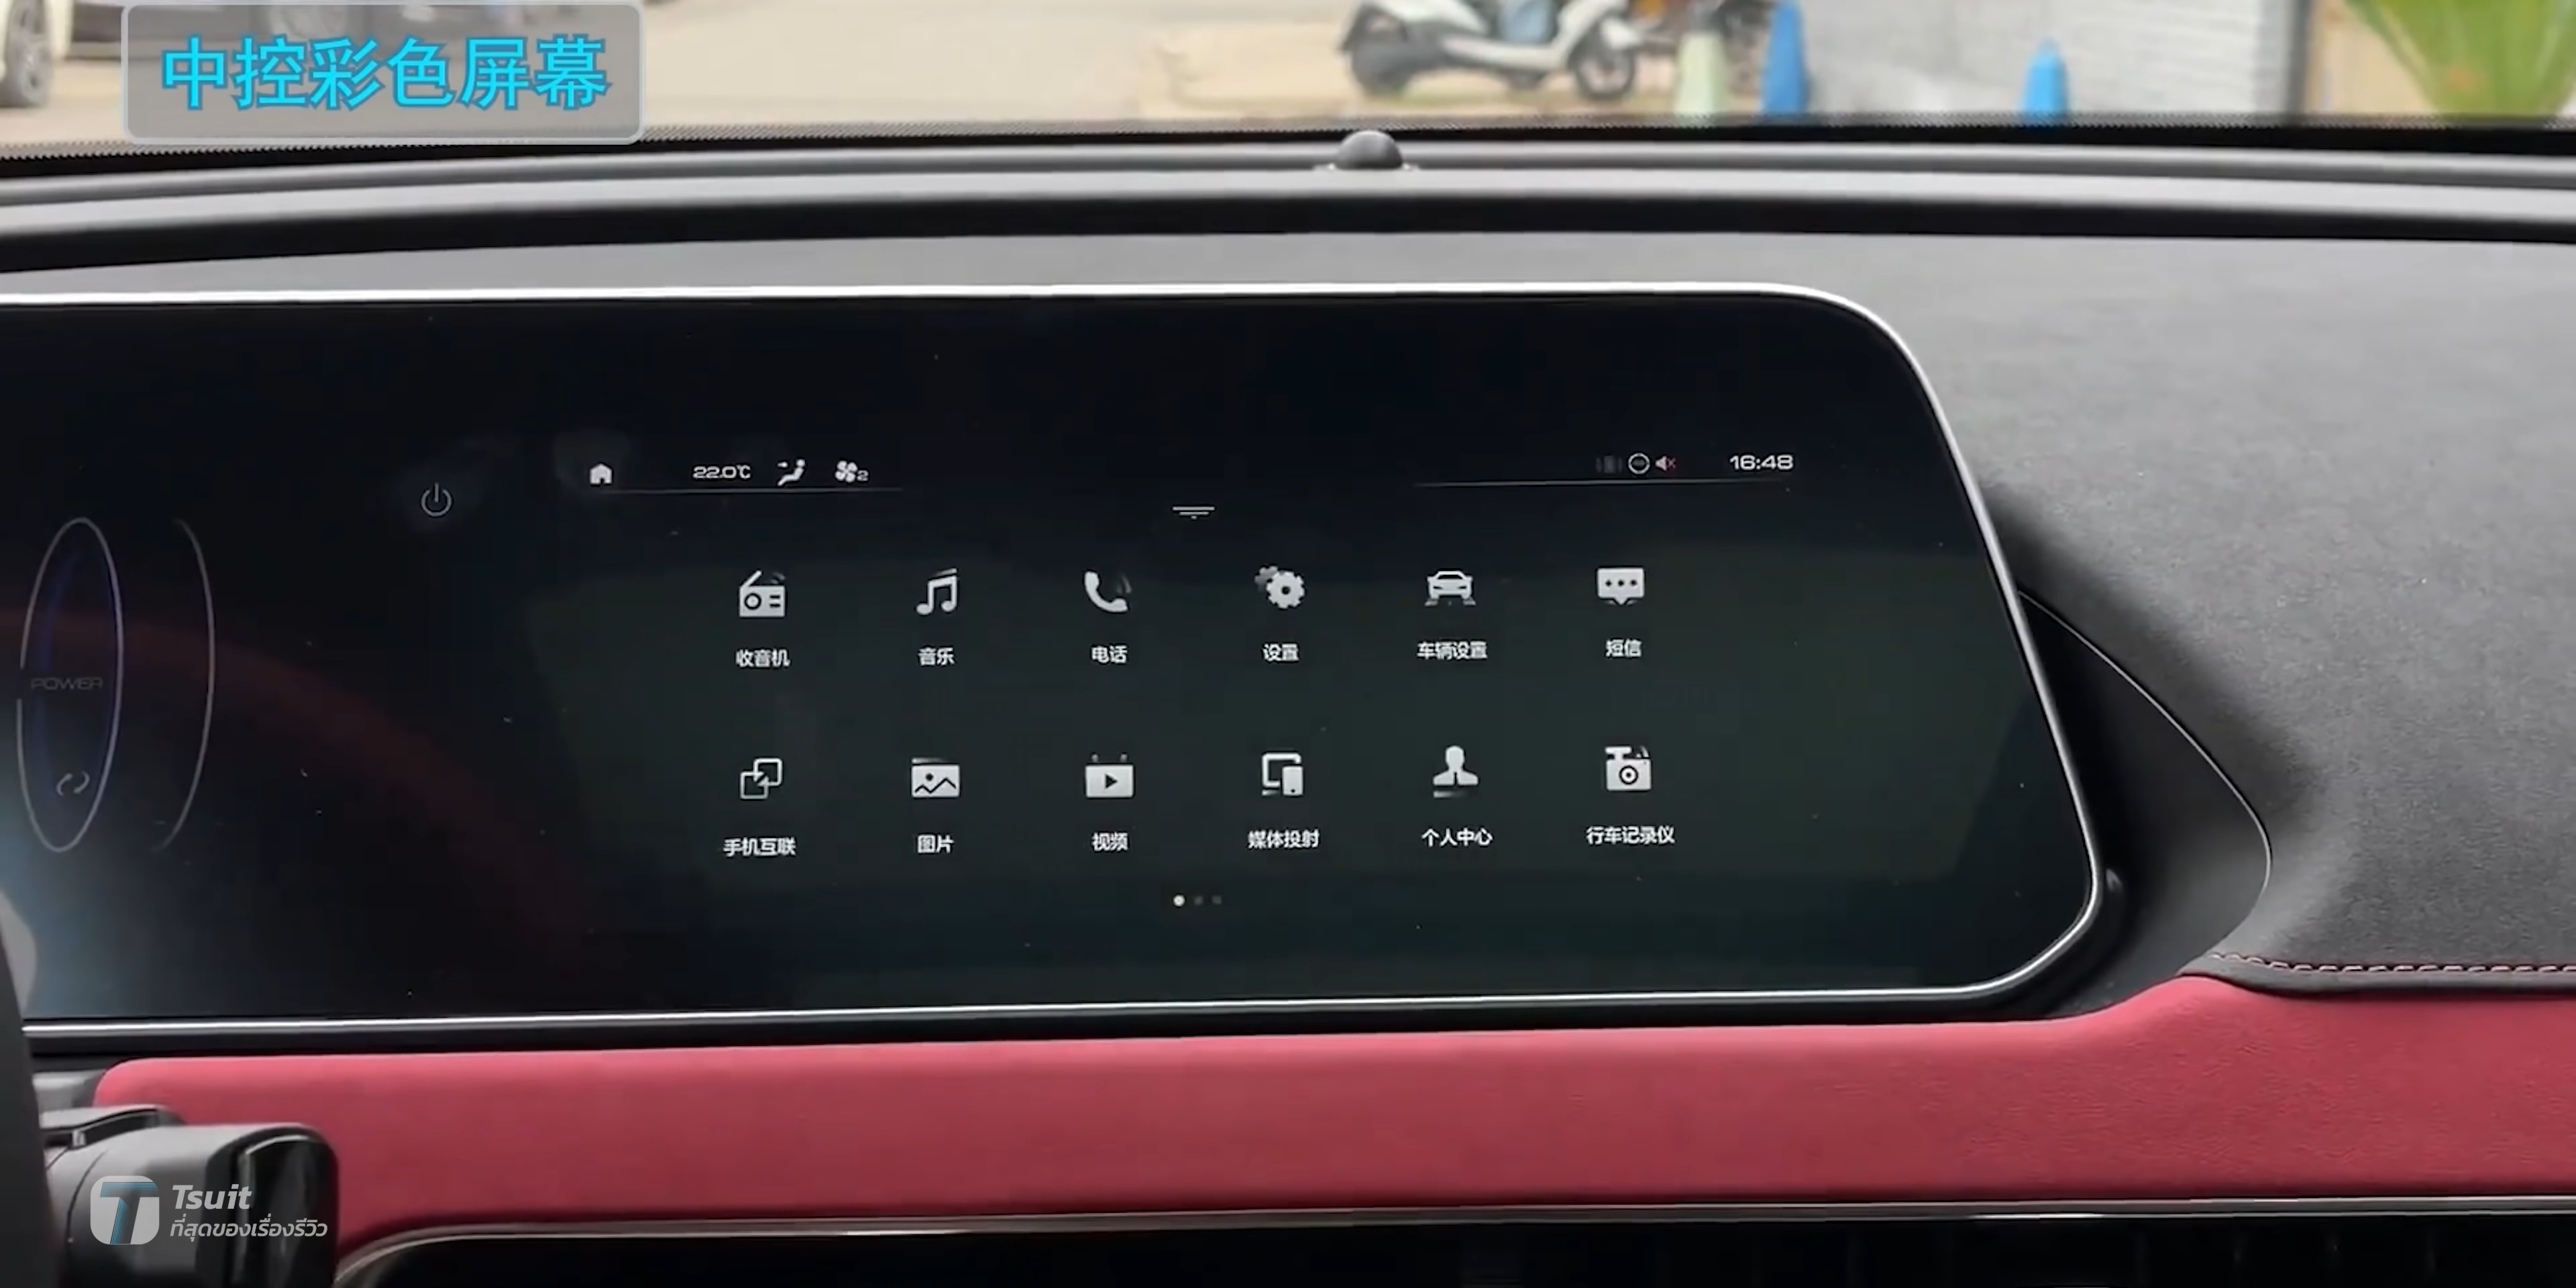 中控彩色屏幕
22.0℃
2
16:48
收音机
音乐
电话
设置
车辆设置
短信
POWER
手机互联
图片
视频
媒体投射
个人中心
行车记录仪
Tsuit
ที่สุดของเรื่องรีวิว